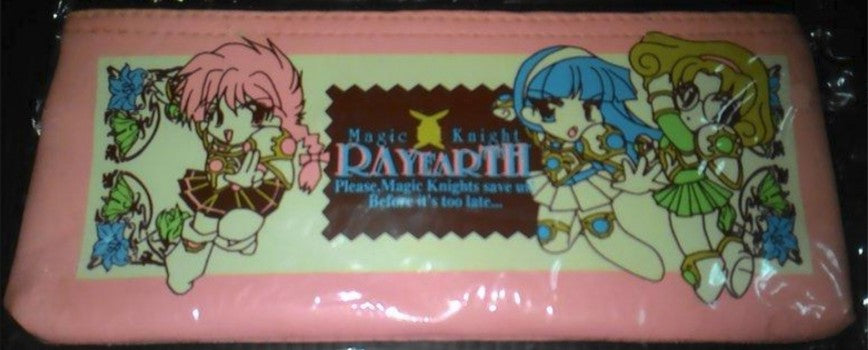 Magic Knight
RAYEARTH
Please, Magic Knights save us
Before it's too late...